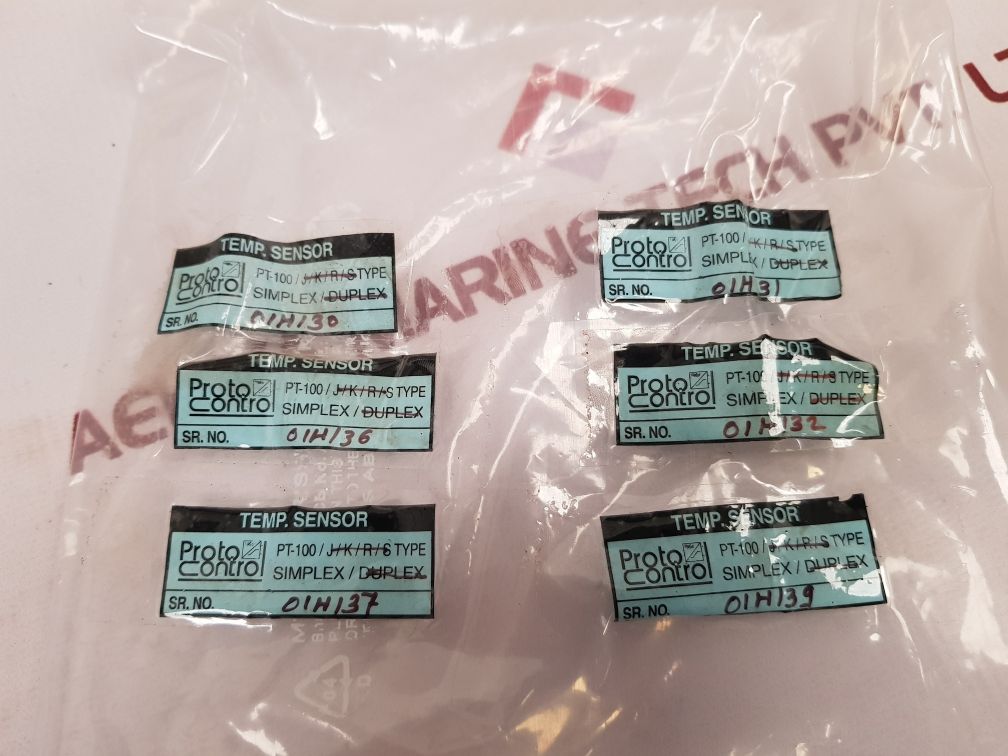 TEMP. SENSOR
Proto Control
PT-100 / J/K/R/S TYPE
SIMPLEX / DUPLEX
SR. NO. 01H130
TEMP. SENSOR
Proto Control
PT-100 / J/K/R/S TYPE
SIMPLEX / DUPLEX
SR. NO. 01H31
TEMP. SENSOR
Proto Control
PT-100 / J/K/R/S TYPE
SIMPLEX / DUPLEX
SR. NO. 01H136
TEMP. SENSOR
Proto Control
PT-100 / J/K/R/S TYPE
SIMPLEX / DUPLEX
SR. NO. 01H132
TEMP. SENSOR
Proto Control
PT-100 / J/K/R/S TYPE
SIMPLEX / DUPLEX
SR. NO. 01H137
TEMP. SENSOR
Proto Control
PT-100 / J/K/R/S TYPE
SIMPLEX / DUPLEX
SR. NO. 01H139
TECH PVT